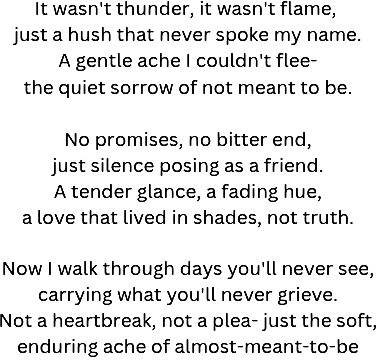 It wasn't thunder, it wasn't flame,
just a hush that never spoke my name.
A gentle ache I couldn't flee-
the quiet sorrow of not meant to be.
No promises, no bitter end,
just silence posing as a friend.
A tender glance, a fading hue,
a love that lived in shades, not truth.
Now I walk through days you'll never see,
carrying what you'll never grieve.
Not a heartbreak, not a plea- just the soft,
enduring ache of almost-meant-to-be